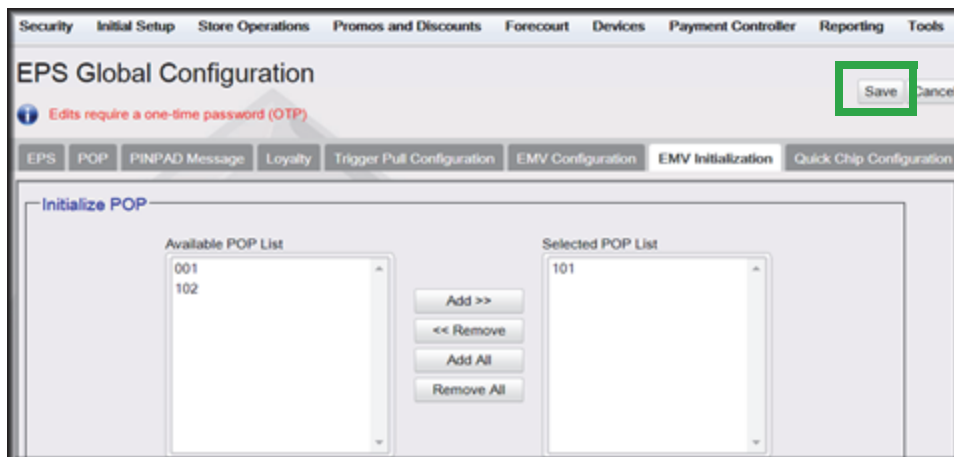 Security Initial Setup Store Operations Promos and Discounts Forecourt Devices Payment Controller Reporting Tools
EPS Global Configuration
Save Cancel
Edits require a one-time password (OTP)
EPS POP PINPAD Message Loyalty Trigger Pull Configuration EMV Configuration EMV Initialization Quick Chip Configuration
Initialize POP
Available POP List Selected POP List
001 101
102
Add >>
<< Remove
Add All
Remove All